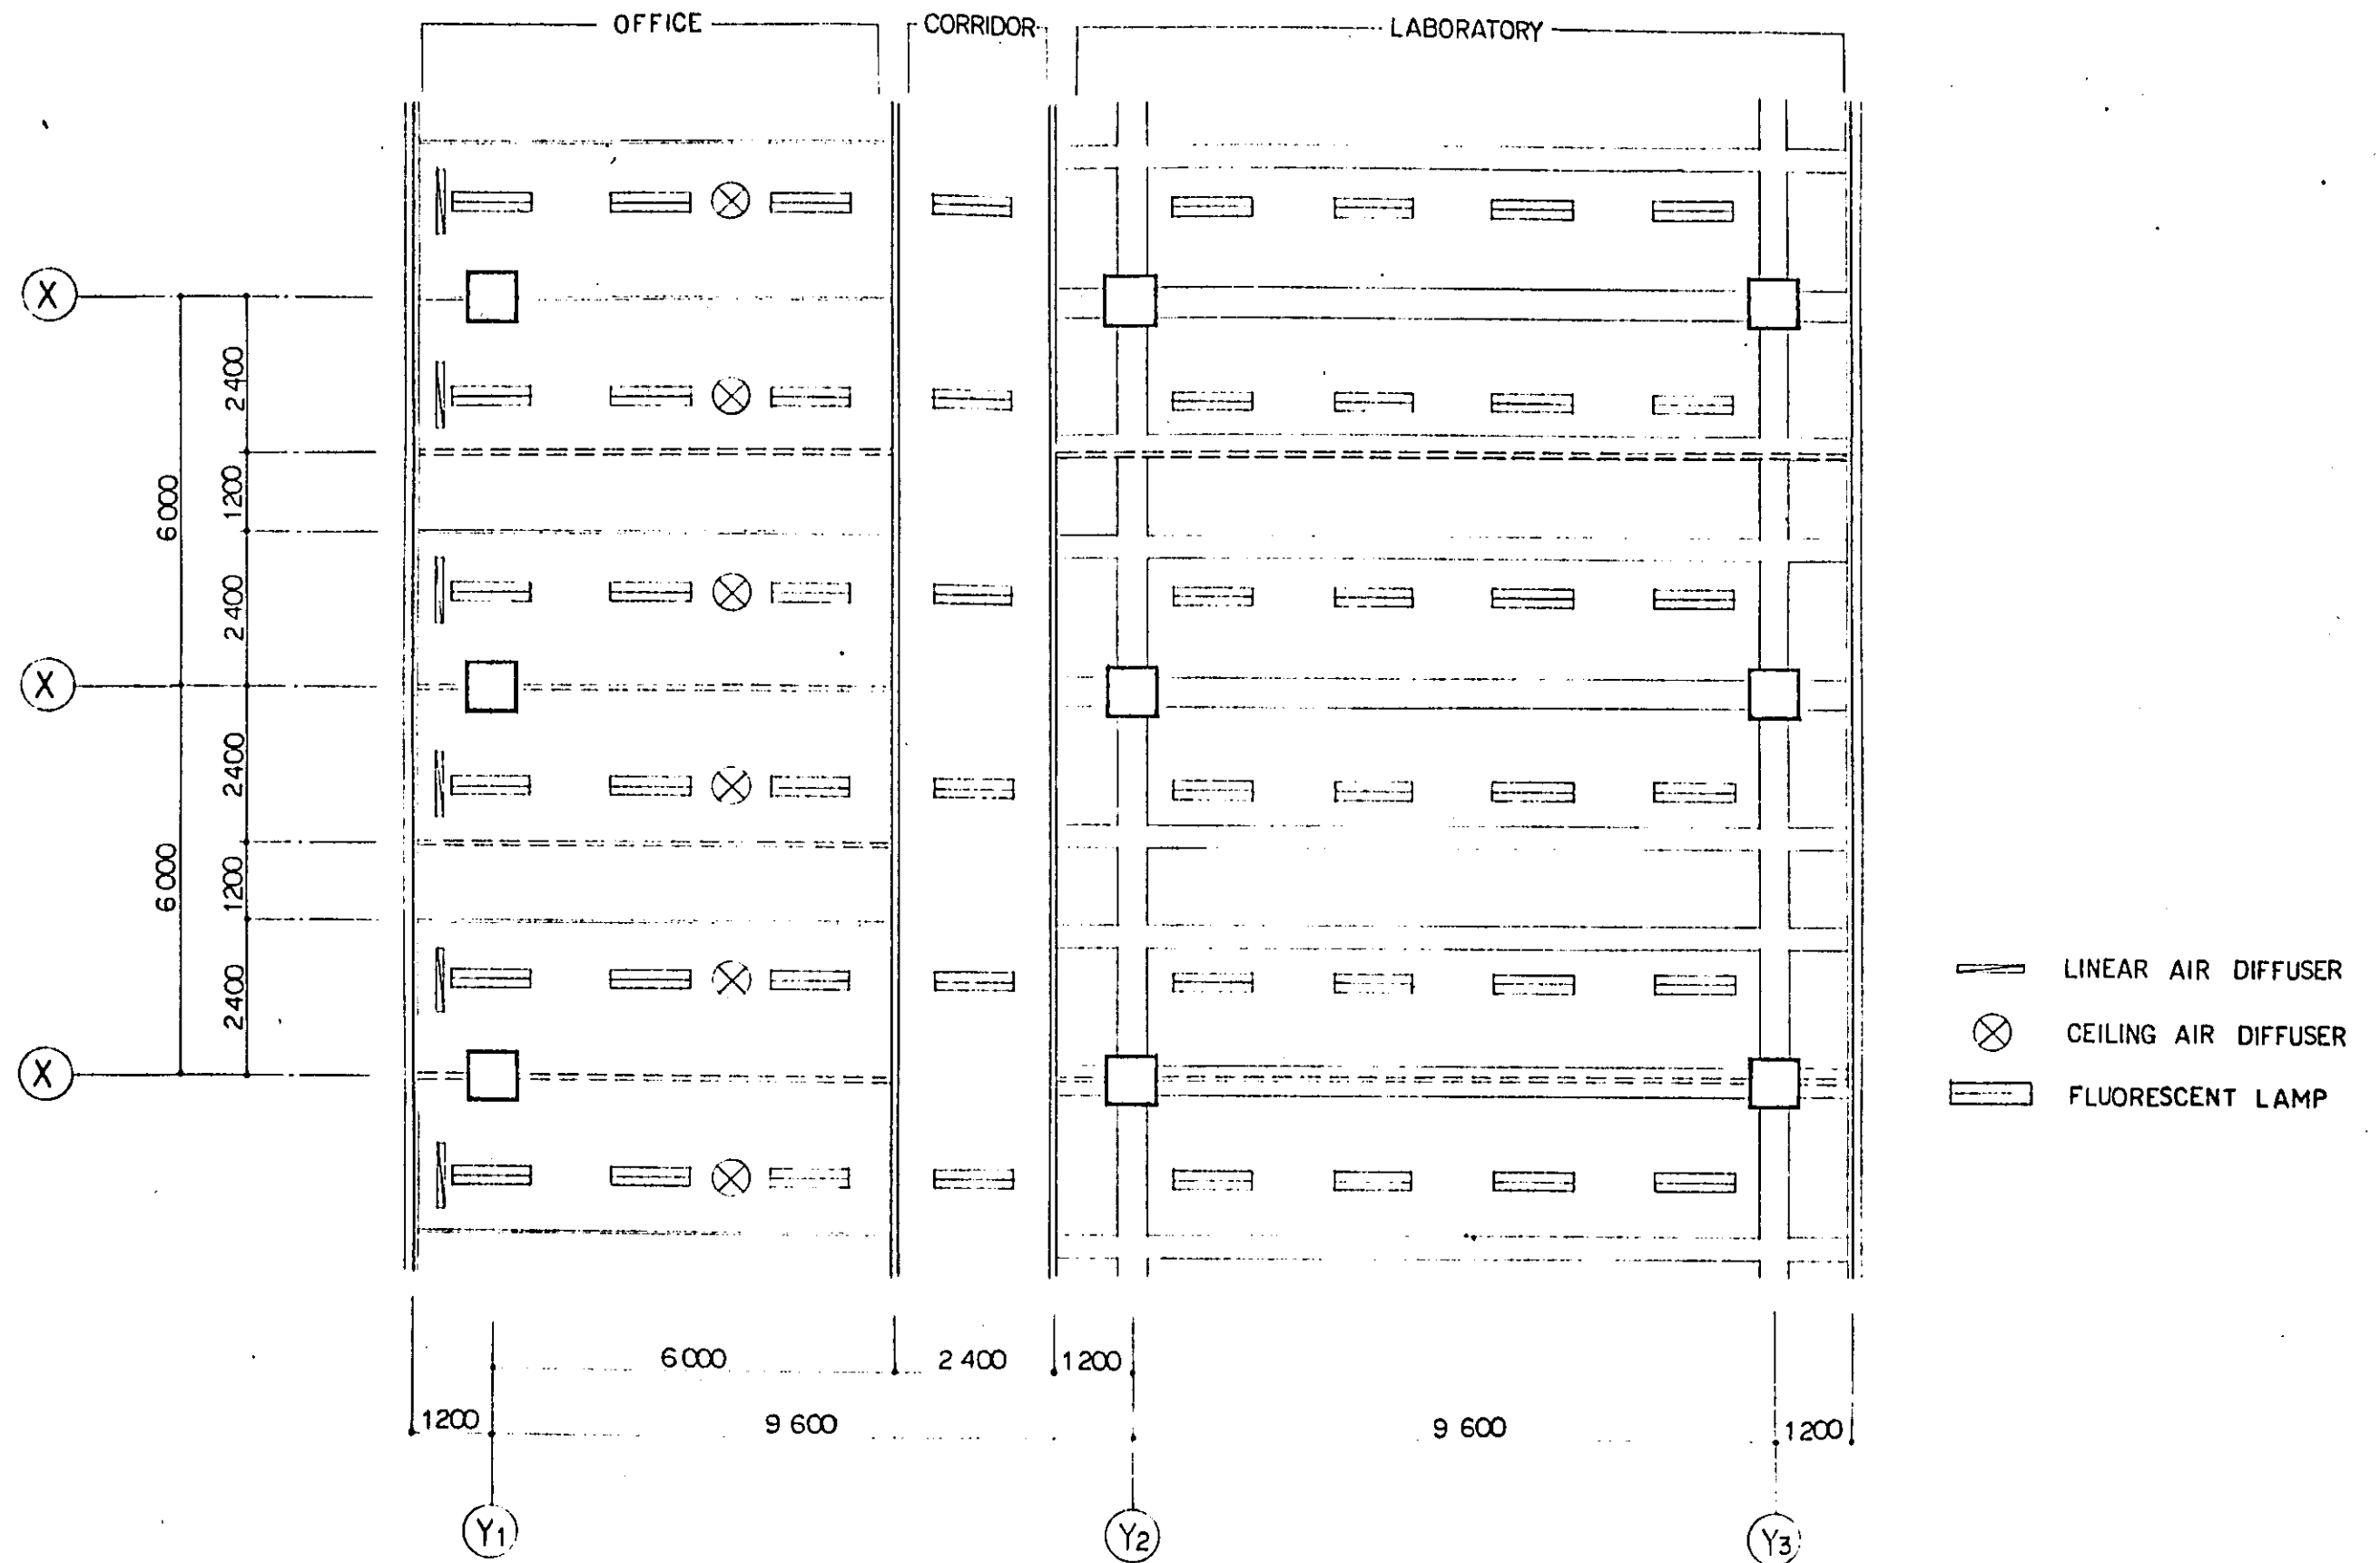 OFFICE
CORRIDOR
LABORATORY
X
2400
6000
1200
2400
X
2400
6000
1200
2400
X
LINEAR AIR DIFFUSER
CEILING AIR DIFFUSER
FLUORESCENT LAMP
6000
2400
1200
1200
9600
9600
1200
Y1
Y2
Y3